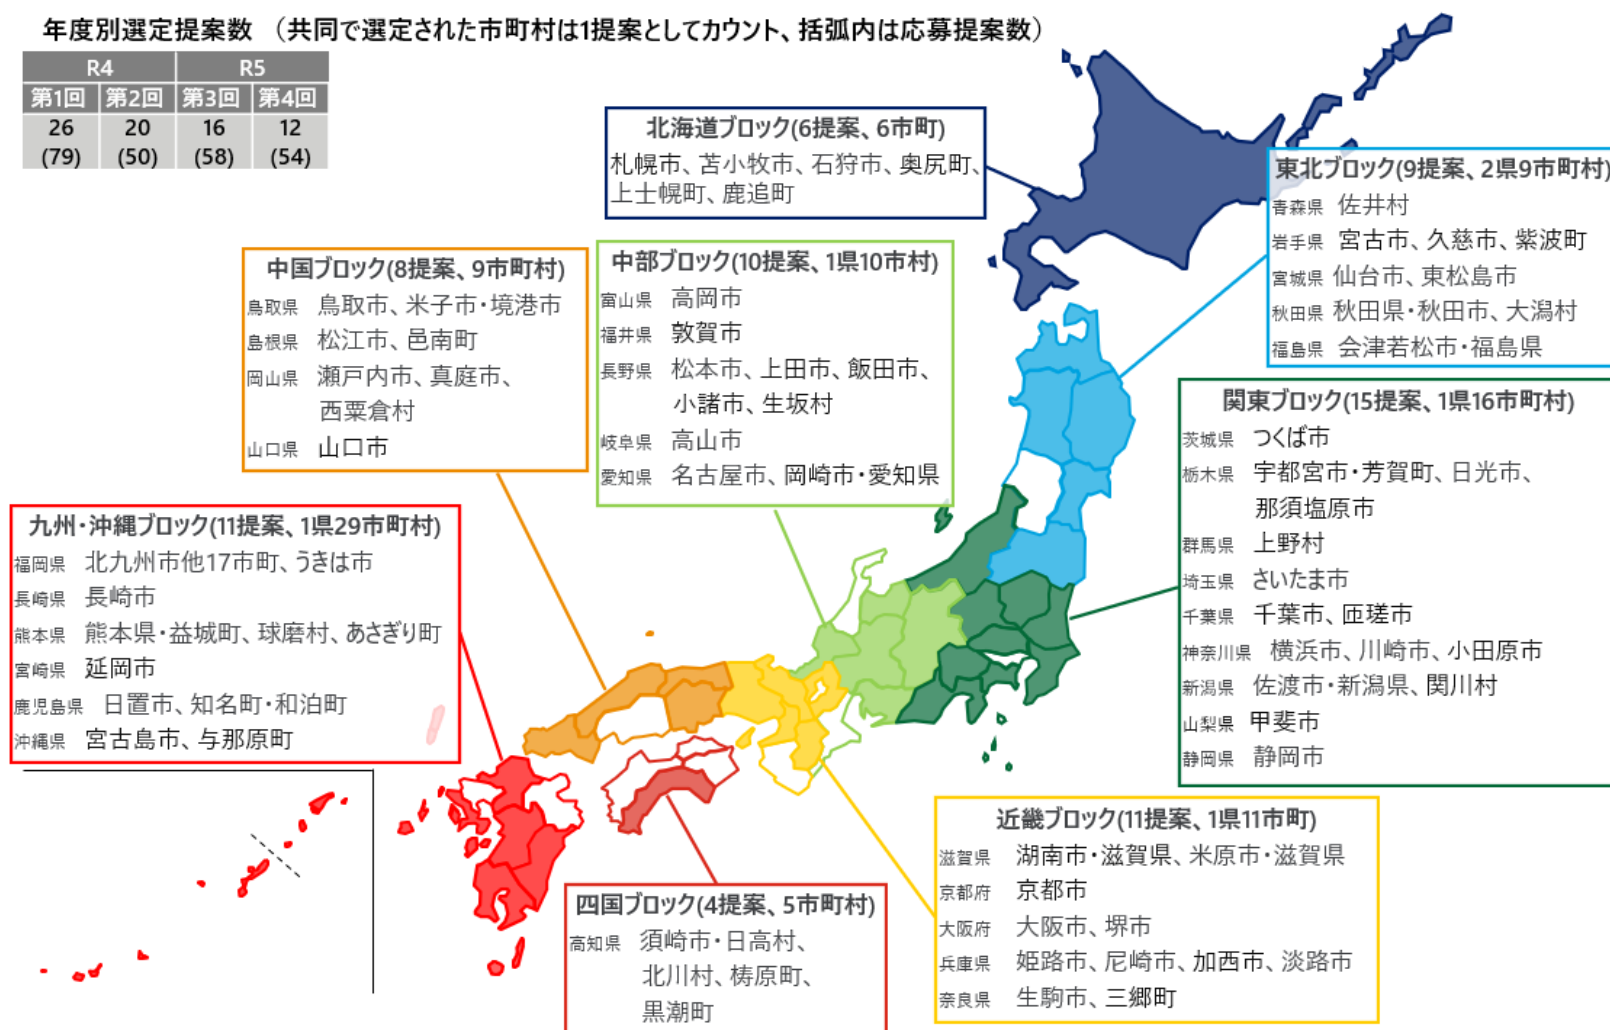 年度別選定提案数 （共同で選定された市町村は1提案としてカウント、括弧内は応募提案数）
R4 R5
第1回 第2回 第3回 第4回
26 20 16 12
(79) (50) (58) (54)
北海道ブロック(6提案、6市町)
札幌市、苫小牧市、石狩市、奥尻町、
上士幌町、鹿追町
東北ブロック(9提案、2県9市町村)
青森県 佐井村
岩手県 宮古市、久慈市、紫波町
宮城県 仙台市、東松島市
秋田県 秋田県・秋田市、大潟村
福島県 会津若松市・福島県
中国ブロック(8提案、9市町村)
鳥取県 鳥取市、米子市・境港市
島根県 松江市、邑南町
岡山県 瀬戸内市、真庭市、
西粟倉村
山口県 山口市
中部ブロック(10提案、1県10市村)
富山県 高岡市
福井県 敦賀市
長野県 松本市、上田市、飯田市、
小諸市、生坂村
岐阜県 高山市
愛知県 名古屋市、岡崎市・愛知県
関東ブロック(15提案、1県16市町村)
茨城県 つくば市
栃木県 宇都宮市・芳賀町、日光市、
那須塩原市
群馬県 上野村
埼玉県 さいたま市
千葉県 千葉市、匝瑳市
神奈川県 横浜市、川崎市、小田原市
新潟県 佐渡市・新潟県、関川村
山梨県 甲斐市
静岡県 静岡市
九州・沖縄ブロック(11提案、1県29市町村)
福岡県 北九州市他17市町、うきは市
長崎県 長崎市
熊本県 熊本県・益城町、球磨村、あさぎり町
宮崎県 延岡市
鹿児島県 日置市、知名町・和泊町
沖縄県 宮古島市、与那原町
近畿ブロック(11提案、1県11市町)
滋賀県 湖南市・滋賀県、米原市・滋賀県
京都府 京都市
大阪府 大阪市、堺市
兵庫県 姫路市、尼崎市、加西市、淡路市
奈良県 生駒市、三郷町
四国ブロック(4提案、5市町村)
高知県 須崎市・日高村、
北川村、梼原町、
黒潮町